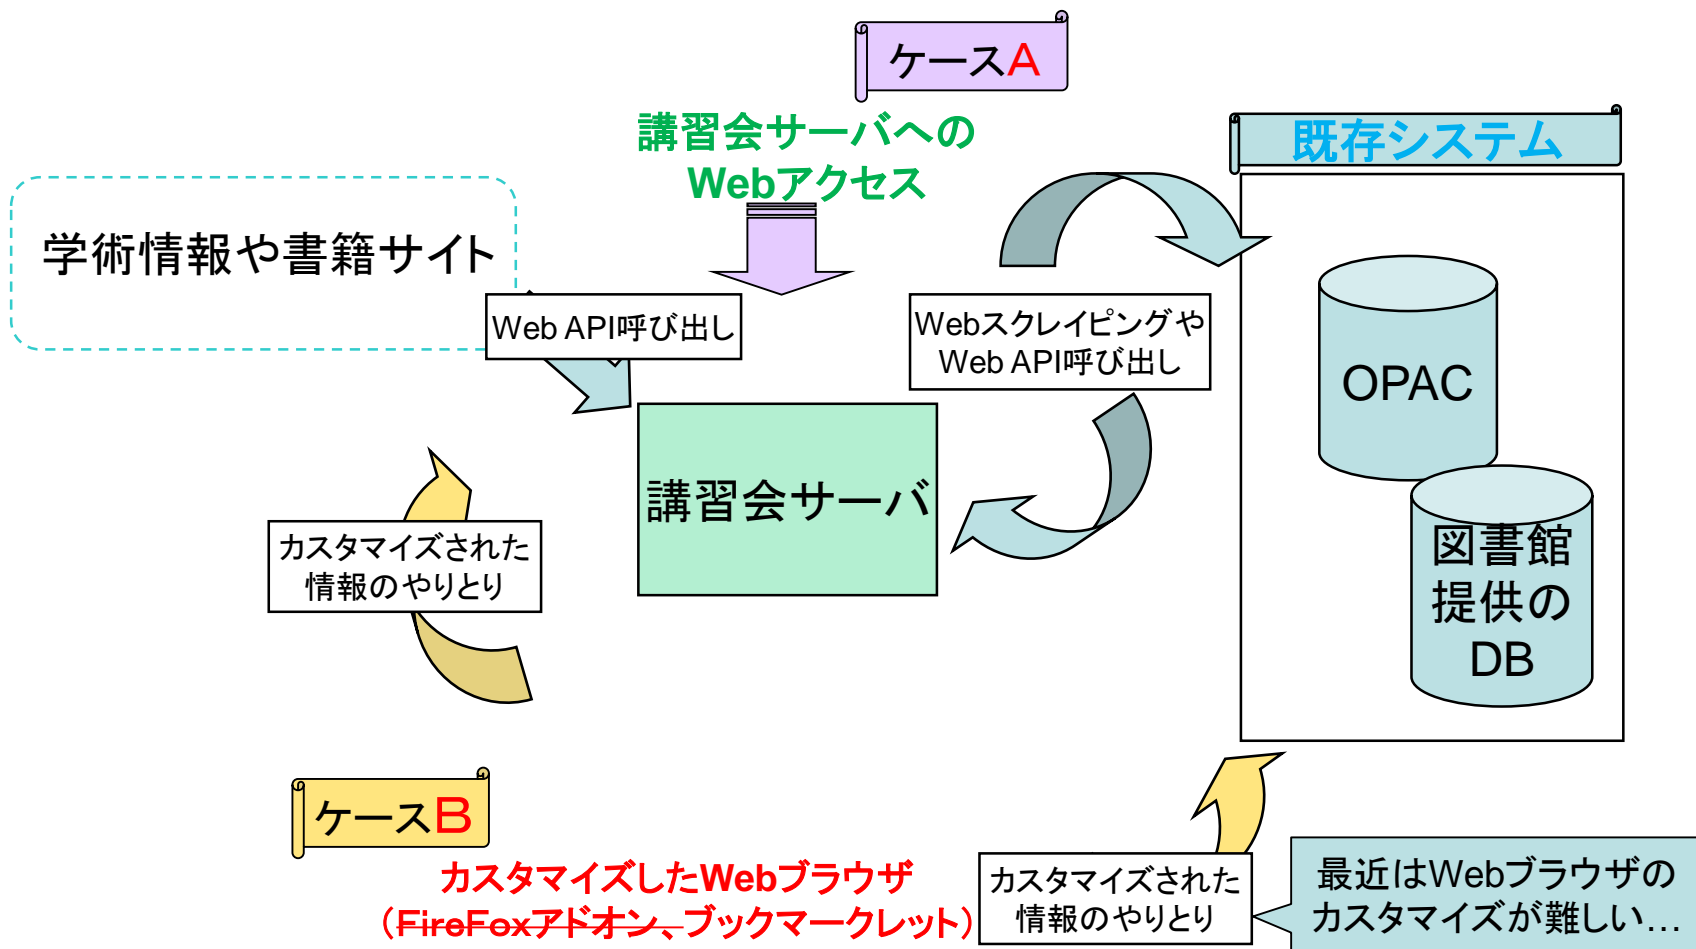 ケースA
講習会サーバへの
Webアクセス
既存システム
学術情報や書籍サイト
Web API呼び出し
Webスクレイピングや
Web API呼び出し
OPAC
講習会サーバ
図書館
提供の
DB
カスタマイズされた
情報のやりとり
ケースB
カスタマイズしたWebブラウザ
(FireFoxアドオン、ブックマークレット)
カスタマイズされた
情報のやりとり
最近はWebブラウザの
カスタマイズが難しい…